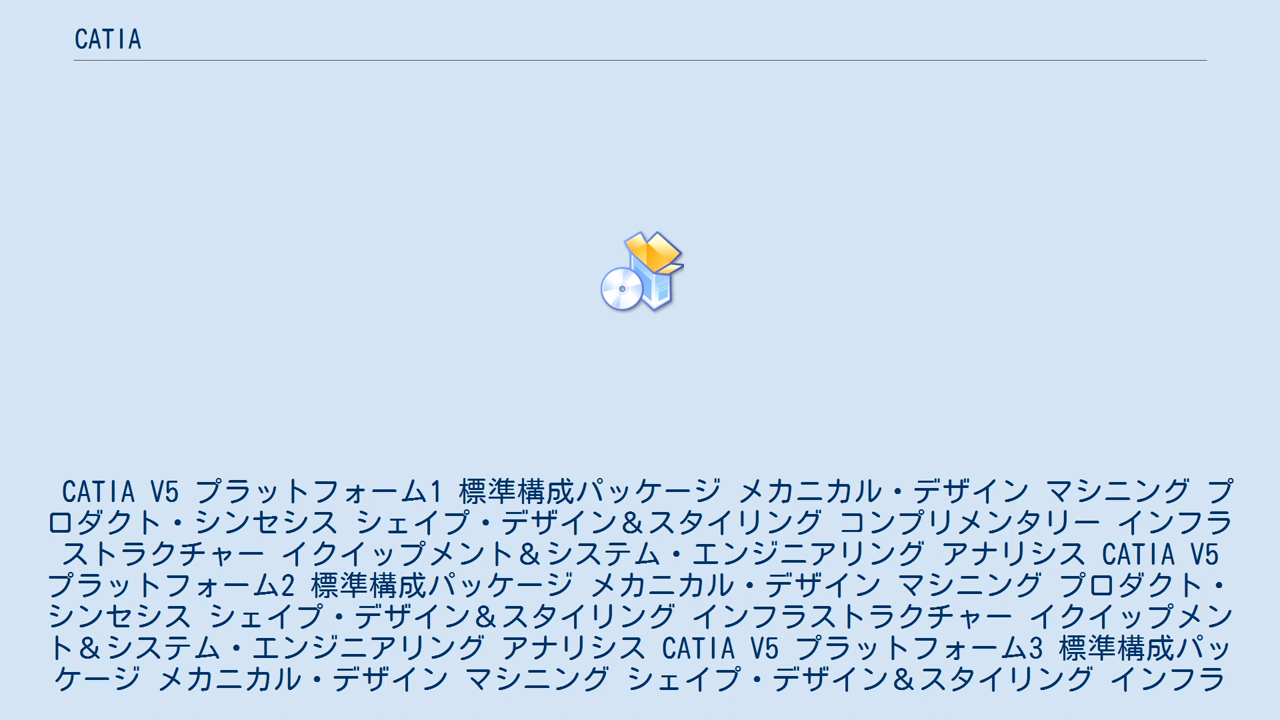 CATIA
CATIA V5 プラットフォーム1 標準構成パッケージ メカニカル・デザイン マシニング プ
ロダクト・シンセシス シェイプ・デザイン＆スタイリング コンプリメンタリー インフラ
ストラクチャー イクイップメント＆システム・エンジニアリング アナリシス CATIA V5
プラットフォーム2 標準構成パッケージ メカニカル・デザイン マシニング プロダクト・
シンセシス シェイプ・デザイン＆スタイリング インフラストラクチャー イクイップメン
ト＆システム・エンジニアリング アナリシス CATIA V5 プラットフォーム3 標準構成パッ
ケージ メカニカル・デザイン マシニング シェイプ・デザイン＆スタイリング インフラ